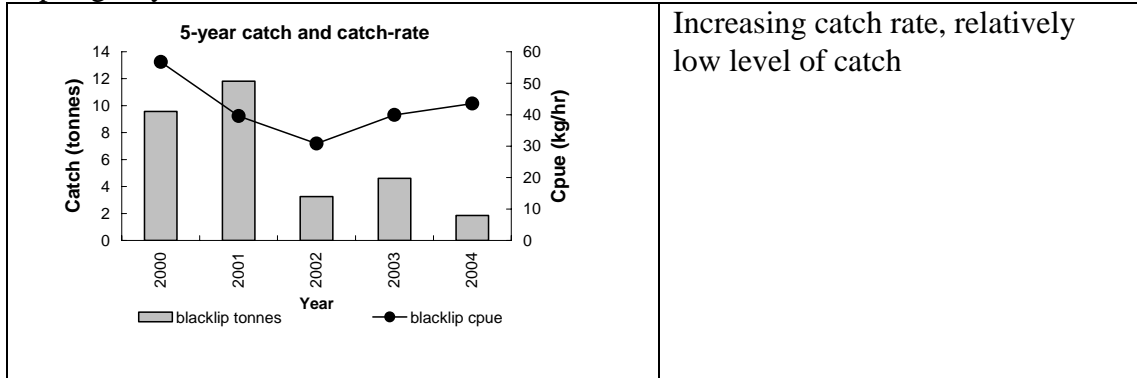 5-year catch and catch-rate
14
12
10
8
6
4
2
0
Catch (tonnes)
60
50
40
30
20
10
0
Cpue (kg/hr)
2000
2001
2002
2003
2004
Year
blacklip tonnes
blacklip cpue
Increasing catch rate, relatively
low level of catch